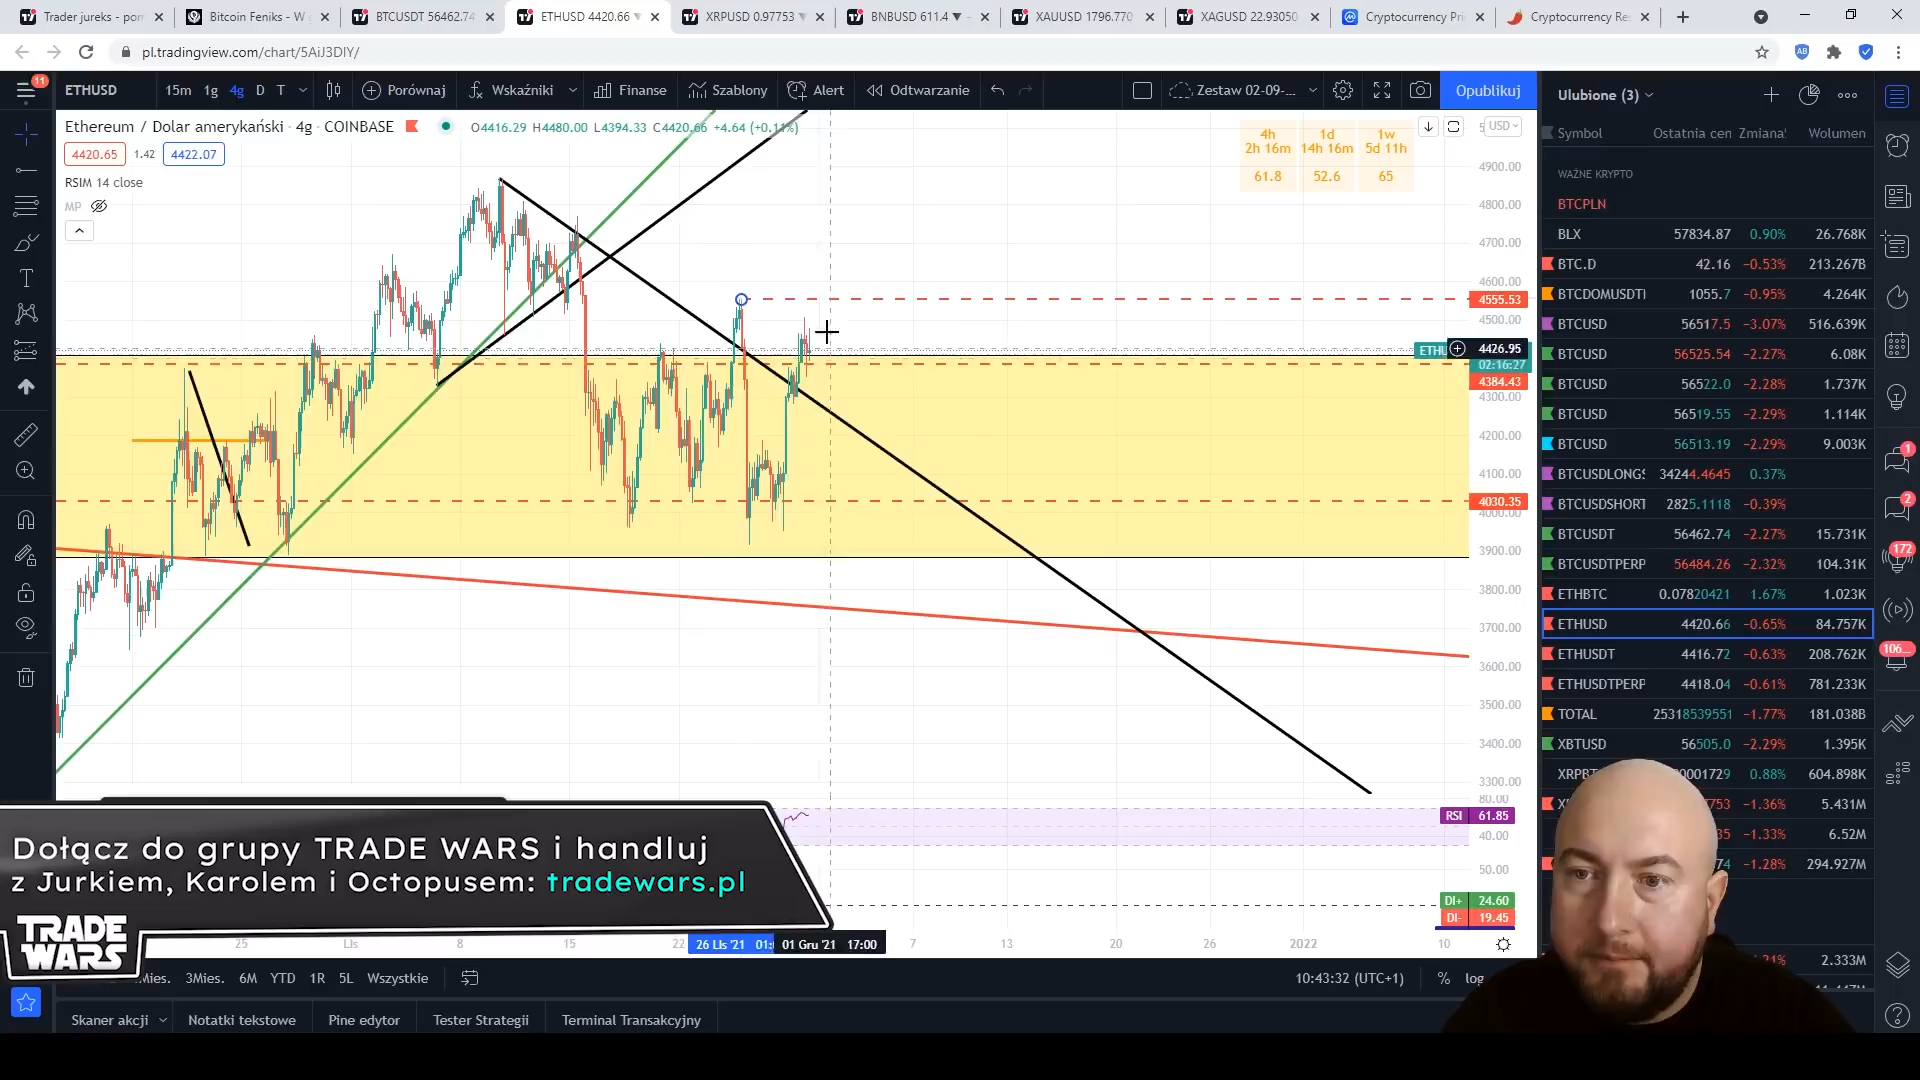 Trader jureks - pon
Bitcoin Feniks - W g
BTCUSDT 56462.74
ETHUSD 4420.66
XRPUSD 0.97753
BNBUSD 611.4
XAUUSD 1796.770
XAGUSD 22.93050
Cryptocurrency Pri
Cryptocurrency Re
pl.tradingview.com/chart/5AiJ3DIY/
11
ETHUSD 15m 1g 4g D T Porównaj Wskaźniki Finanse Szablony Alert Odtwarzanie Zestaw 02-09-... Opublikuj
Ethereum / Dolar amerykański · 4g · COINBASE O4416.29 H4480.00 L4394.33 C4420.66 +4.64 (+0.11%)
4420.65 1.42 4422.07
RSIM 14 close
MP
4h 1d 1w
2h 16m 14h 16m 5d 11h
61.8 52.6 65
USD
4900.00
4800.00
4700.00
4600.00
4555.53
4500.00
4426.95
02:16:27
4384.43
4300.00
4200.00
4100.00
4030.35
4000.00
3900.00
3800.00
3700.00
3600.00
3500.00
3400.00
3300.00
80.00
RSI 61.85
40.00
50.00
DI+ 24.60
DI- 19.45
25 Lis 8 15 22 26 Lis '21 01 Gru '21 17:00 7 13 20 26 2022 10
Mies. 3Mies. 6M YTD 1R 5L Wszystkie
10:43:32 (UTC+1) % log
Skaner akcji Notatki tekstowe Pine edytor Tester Strategii Terminal Transakcyjny
Dołącz do grupy TRADE WARS i handluj
z Jurkiem, Karolem i Octopusem: tradewars.pl
TRADE
WARS
Ulubione (3)
Symbol Ostatnia cen Zmiana Wolumen
WAŻNE KRYPTO
BTCPLN
BLX 57834.87 0.90% 26.768K
BTC.D 42.16 −0.53% 213.267B
BTCDOMUSDTI 1055.7 −0.95% 4.264K
BTCUSD 56517.5 −3.07% 516.639K
BTCUSD 56525.54 −2.27% 6.08K
BTCUSD 56522.0 −2.28% 1.737K
BTCUSD 56519.55 −2.29% 1.114K
BTCUSD 56513.19 −2.29% 9.003K
BTCUSDLONGS 34244.4645 0.37%
BTCUSDSHORT 2825.1118 −0.39%
BTCUSDT 56462.74 −2.27% 15.731K
BTCUSDTPERP 56484.26 −2.32% 104.31K
ETHBTC 0.07820421 1.67% 1.023K
ETHUSD 4420.66 −0.65% 84.757K
ETHUSDT 4416.72 −0.63% 208.762K
ETHUSDTPERP 4418.04 −0.61% 781.233K
TOTAL 25318539551 −1.77% 181.038B
XBTUSD 56505.0 −2.29% 1.395K
0001729 0.88% 604.898K
7753 −1.36% 5.431M
35 −1.33% 6.52M
74 −1.28% 294.927M
2.333M
1
2
172
106...